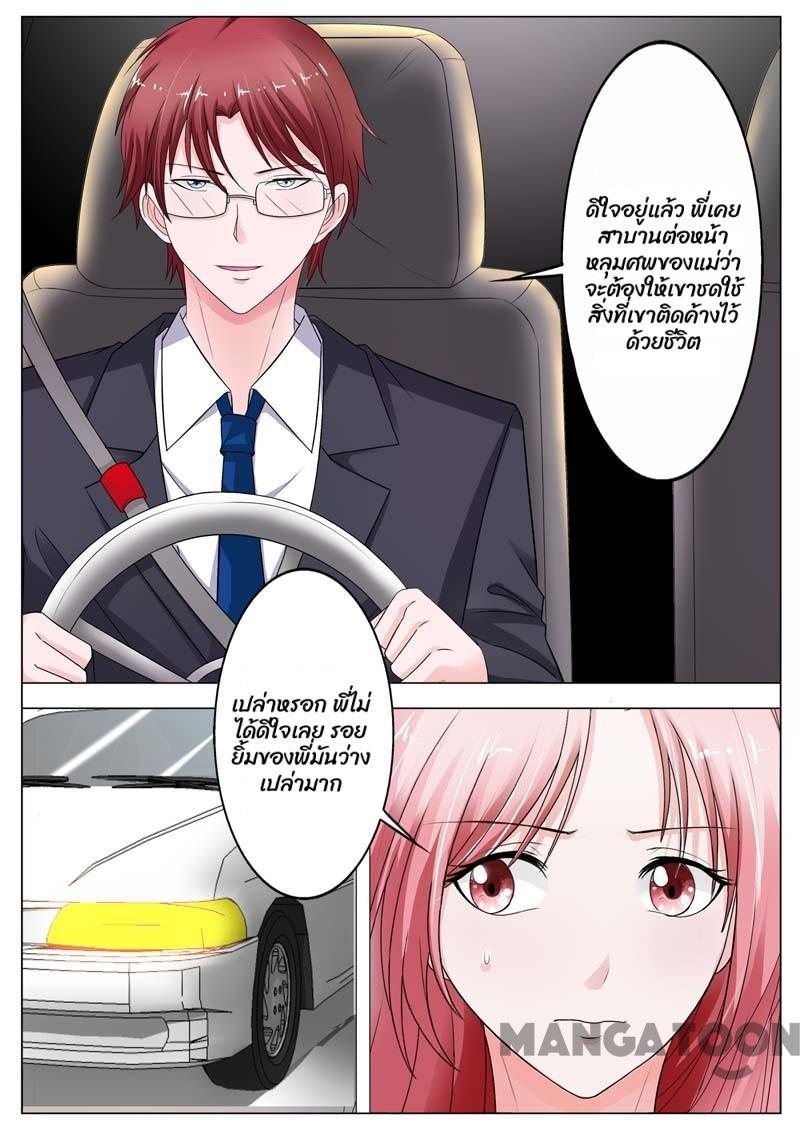 ดีใจอยู่แล้ว พี่เคย
สาบานต่อหน้า
หลุมศพของแม่ว่า
จะต้องให้เขาชดใช้
สิ่งที่เขาติดค้างไว้
ด้วยชีวิต
เปล่าหรอก พี่ไม่
ได้ดีใจเลย รอย
ยิ้มของพี่มันว่าง
เปล่ามาก
MANGATOON